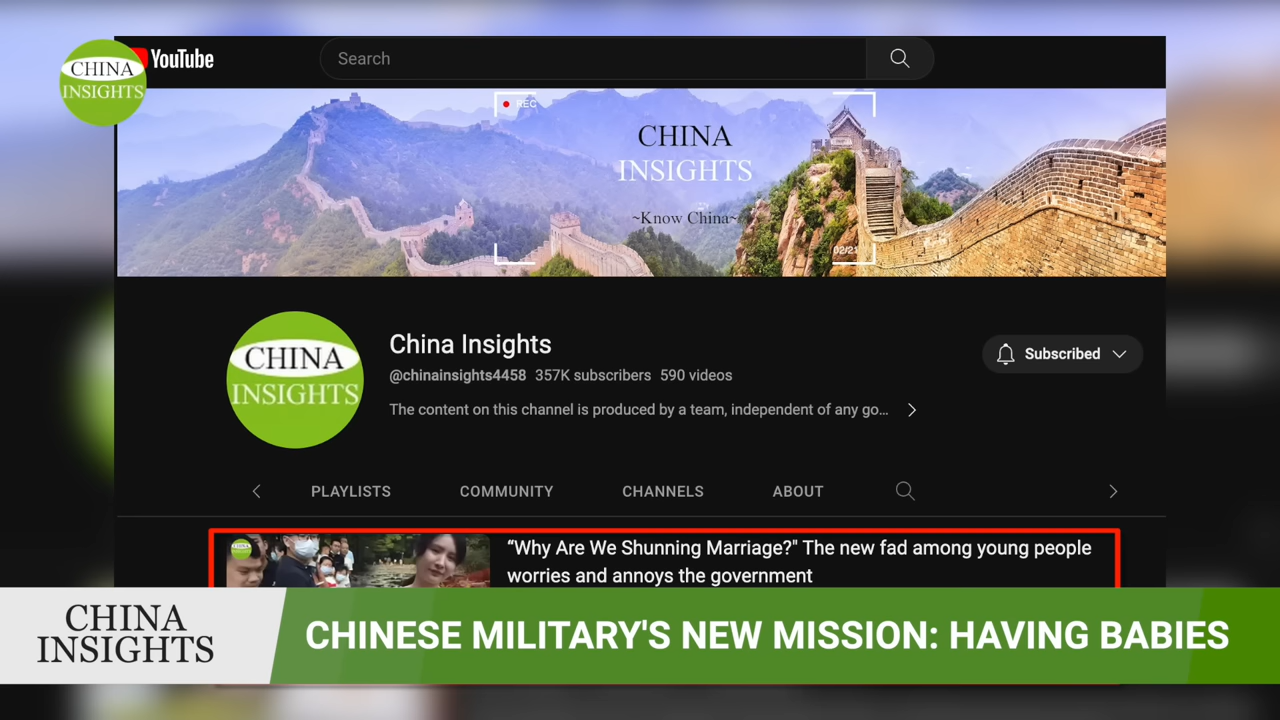 CHINA
INSIGHTS
YouTube
Search
REC
CHINA
INSIGHTS
~Know China~
02/21
CHINA
INSIGHTS
China Insights
@chinainsights4458 357K subscribers 590 videos
The content on this channel is produced by a team, independent of any go...
Subscribed
PLAYLISTS COMMUNITY CHANNELS ABOUT
“Why Are We Shunning Marriage?" The new fad among young people
worries and annoys the government
CHINA
INSIGHTS
CHINESE MILITARY'S NEW MISSION: HAVING BABIES